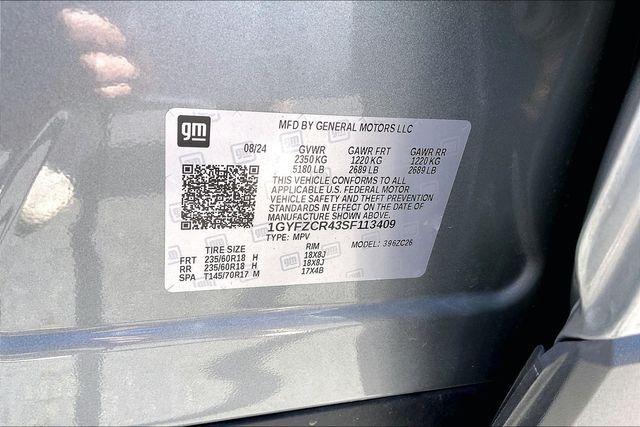 gm
MFD BY GENERAL MOTORS LLC
08/24 GVWR GAWR FRT GAWR RR
2350 KG 1220 KG 1220 KG
5180 LB 2689 LB 2689 LB
THIS VEHICLE CONFORMS TO ALL
APPLICABLE U.S. FEDERAL MOTOR
VEHICLE SAFETY AND THEFT PREVENTION
STANDARDS IN EFFECT ON THE DATE OF
MANUFACTURE SHOWN ABOVE.
1GYFZCR43SF113409
TYPE: MPV MODEL: 396ZC26
TIRE SIZE RIM
FRT 235/60R18 H 18X8J
RR 235/60R18 H 18X8J
SPA T145/70R17 M 17X4B